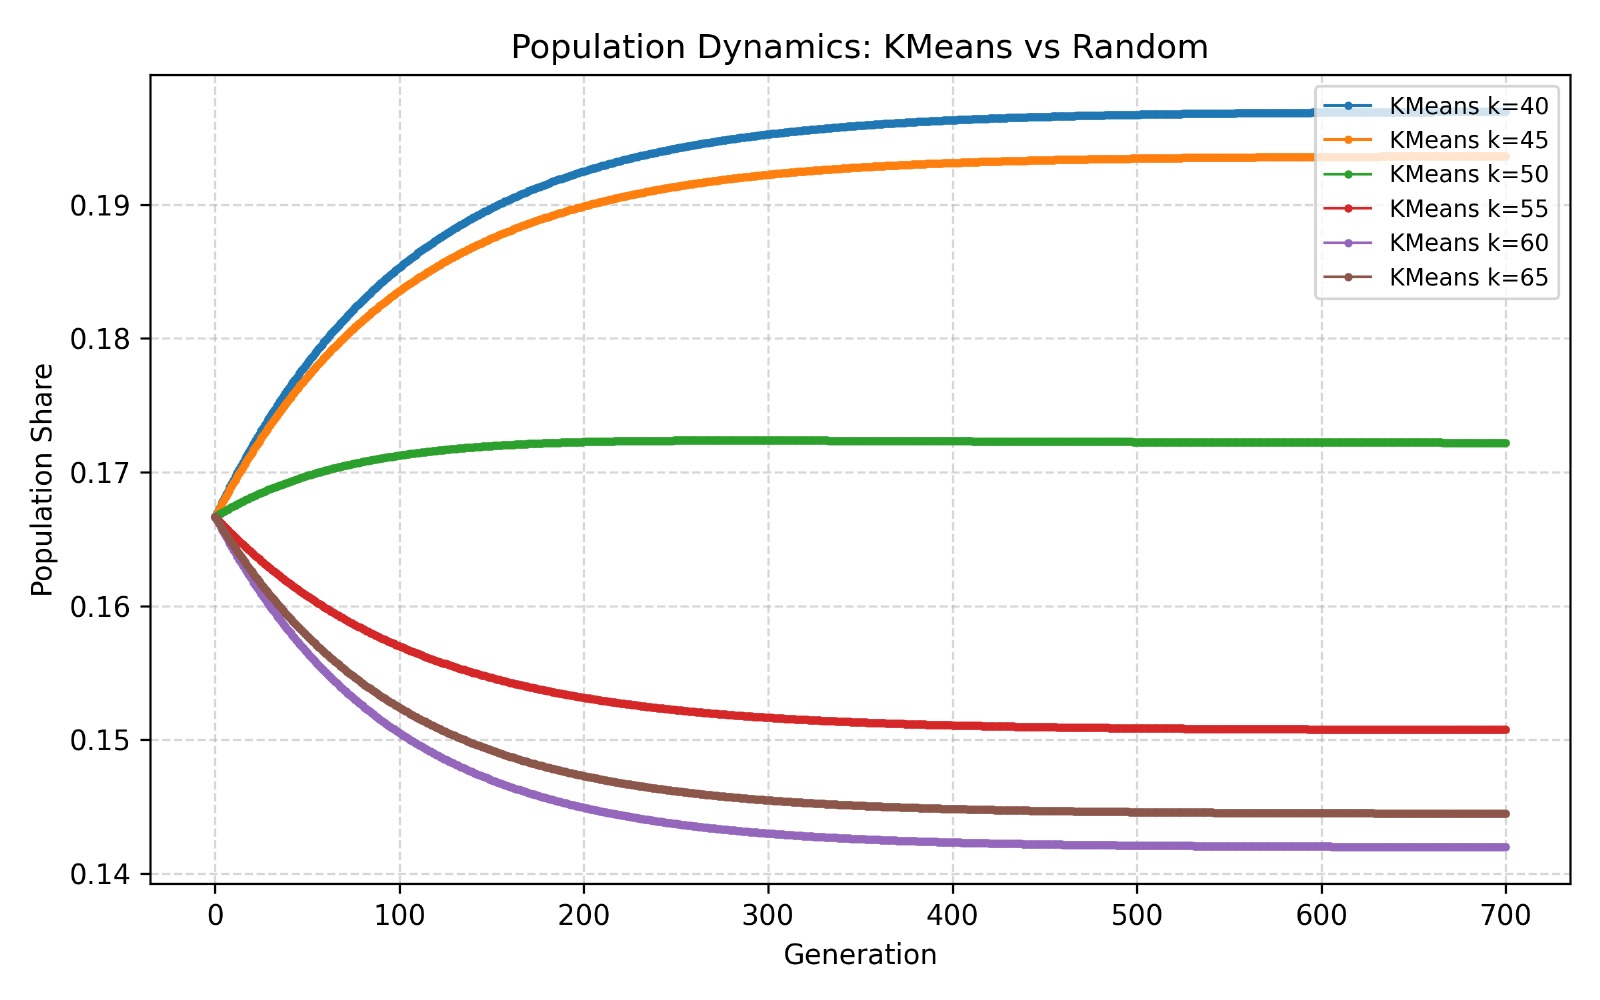 Population Dynamics: KMeans vs Random
KMeans k=40
KMeans k=45
KMeans k=50
KMeans k=55
KMeans k=60
KMeans k=65
Population Share
0.19
0.18
0.17
0.16
0.15
0.14
0 100 200 300 400 500 600 700
Generation